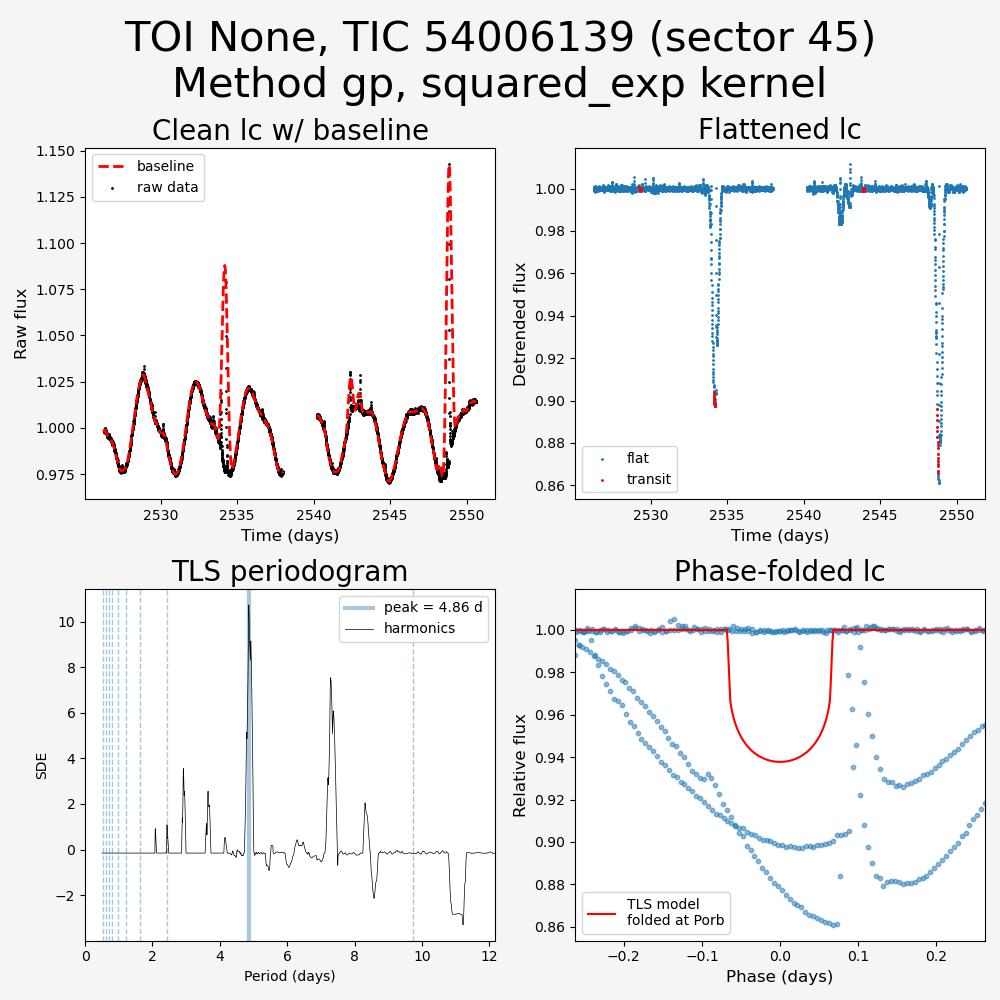 TOI None, TIC 54006139 (sector 45)
Method gp, squared_exp kernel
Clean lc w/ baseline
baseline
raw data
1.150
1.125
1.100
1.075
1.050
1.025
1.000
0.975
Raw flux
2530
2535
2540
2545
2550
Time (days)
Flattened lc
1.00
0.98
0.96
0.94
0.92
0.90
0.88
0.86
Detrended flux
flat
transit
2530
2535
2540
2545
2550
Time (days)
TLS periodogram
peak = 4.86 d
harmonics
10
8
6
4
2
0
−2
SDE
0
2
4
6
8
10
12
Period (days)
Phase-folded lc
1.00
0.98
0.96
0.94
0.92
0.90
0.88
0.86
Relative flux
TLS model
folded at Porb
−0.2
−0.1
0.0
0.1
0.2
Phase (days)